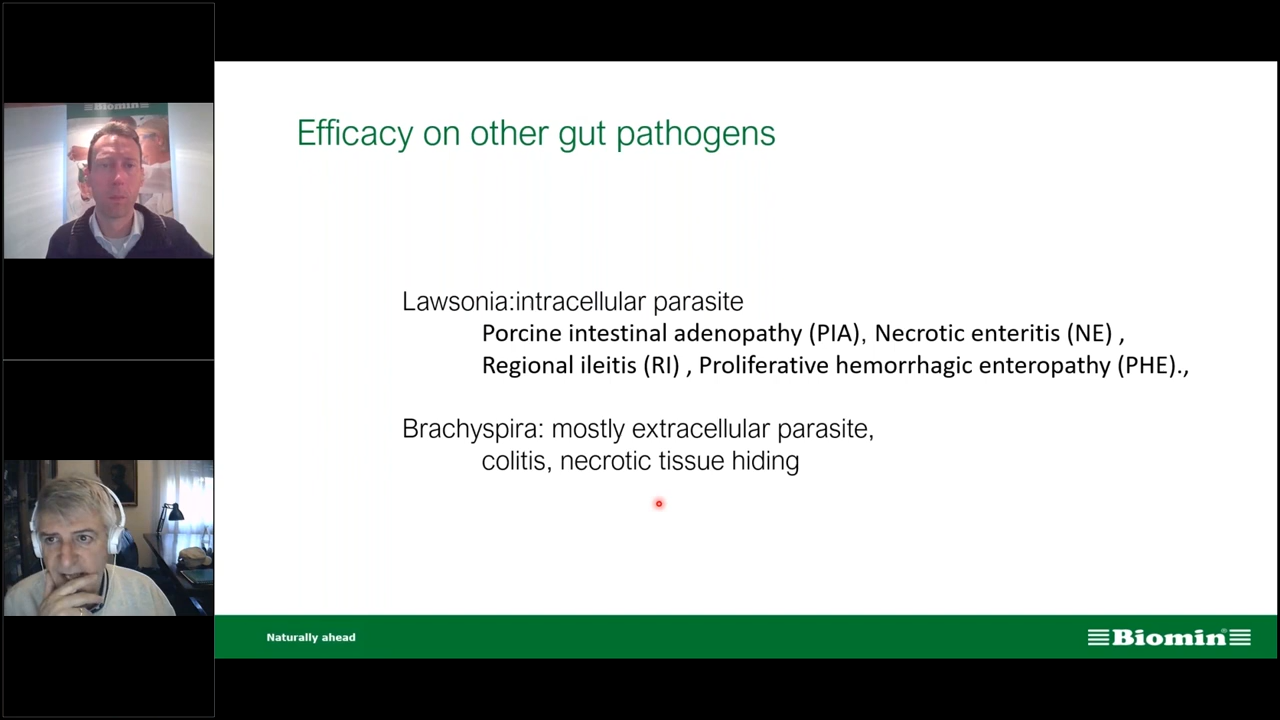 Biomin
Efficacy on other gut pathogens
Lawsonia:intracellular parasite
Porcine intestinal adenopathy (PIA), Necrotic enteritis (NE) ,
Regional ileitis (RI) , Proliferative hemorrhagic enteropathy (PHE).,
Brachyspira: mostly extracellular parasite,
colitis, necrotic tissue hiding
Naturally ahead
Biomin®